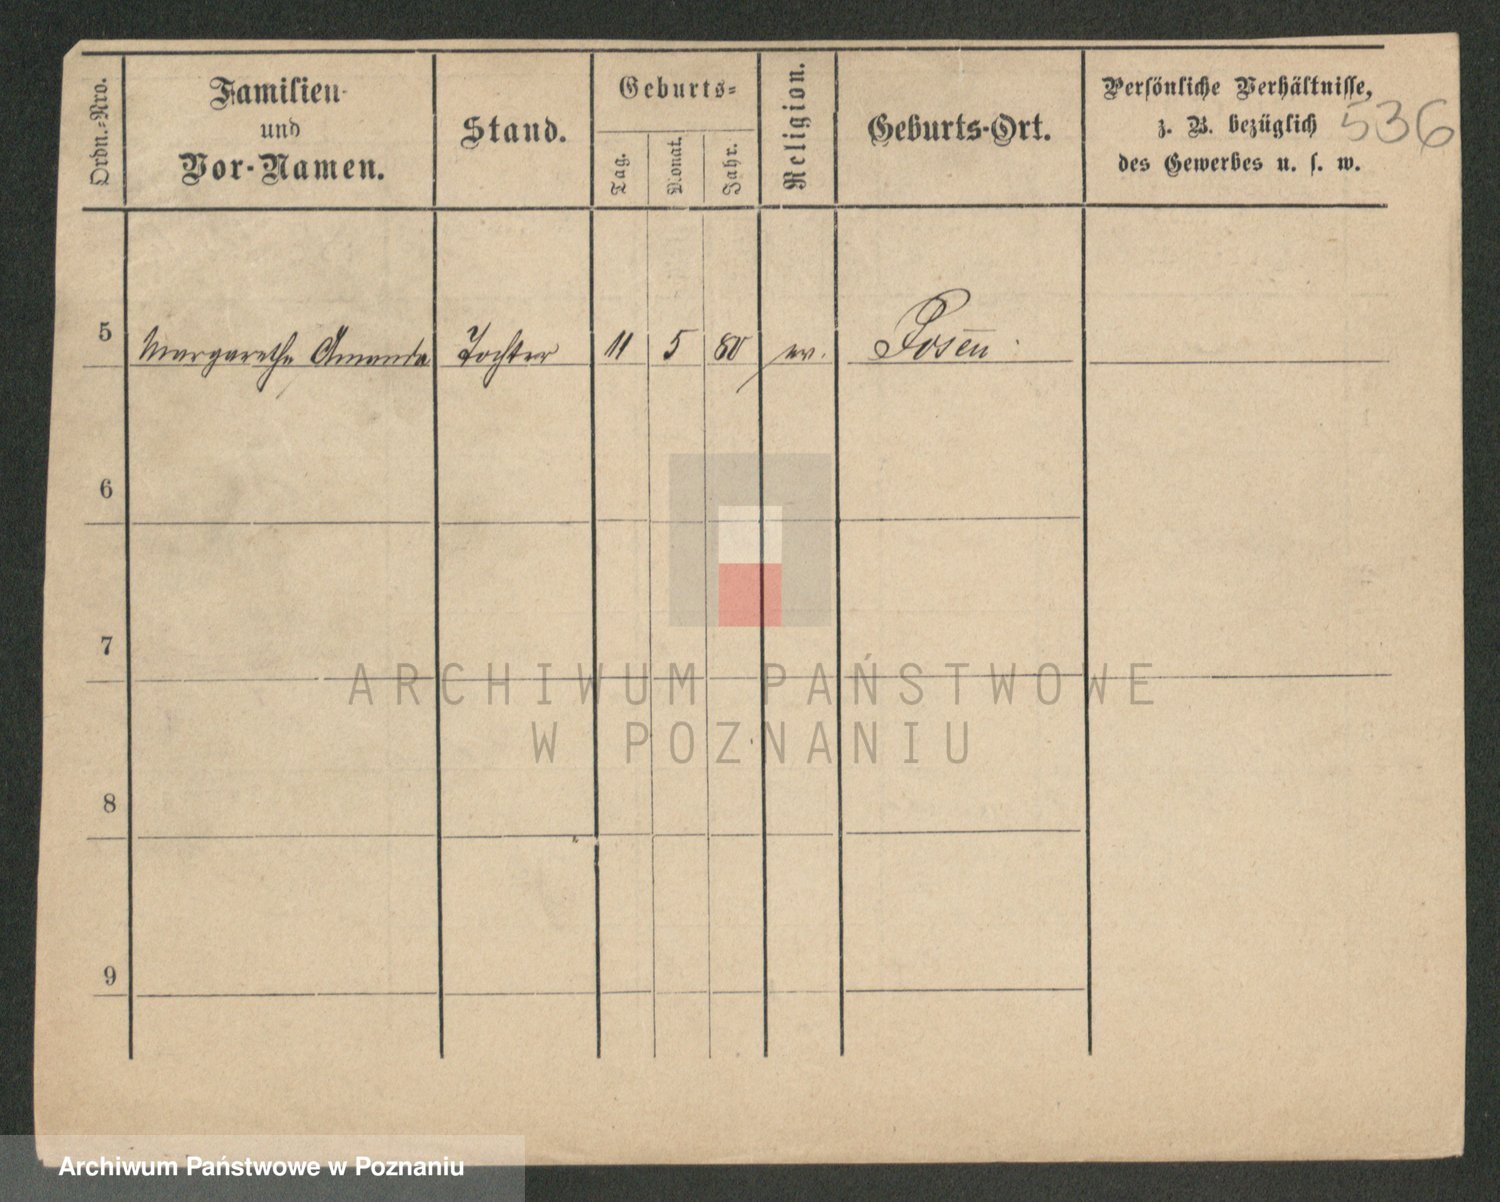 Ordn.-Nro.
Familien-
und
Vor-Namen.
Stand.
Geburts-
Tag.
Monat.
Jahr.
Religion.
Geburts-Ort.
Persönliche Verhältnisse,
z. B. bezüglich
des Gewerbes u. s. w.
536
5 Margarethe Amanda Tochter 11 5 80 ev. Posen
6
7
8
9
ARCHIWUM PAŃSTWOWE
W POZNANIU
Archiwum Państwowe w Poznaniu